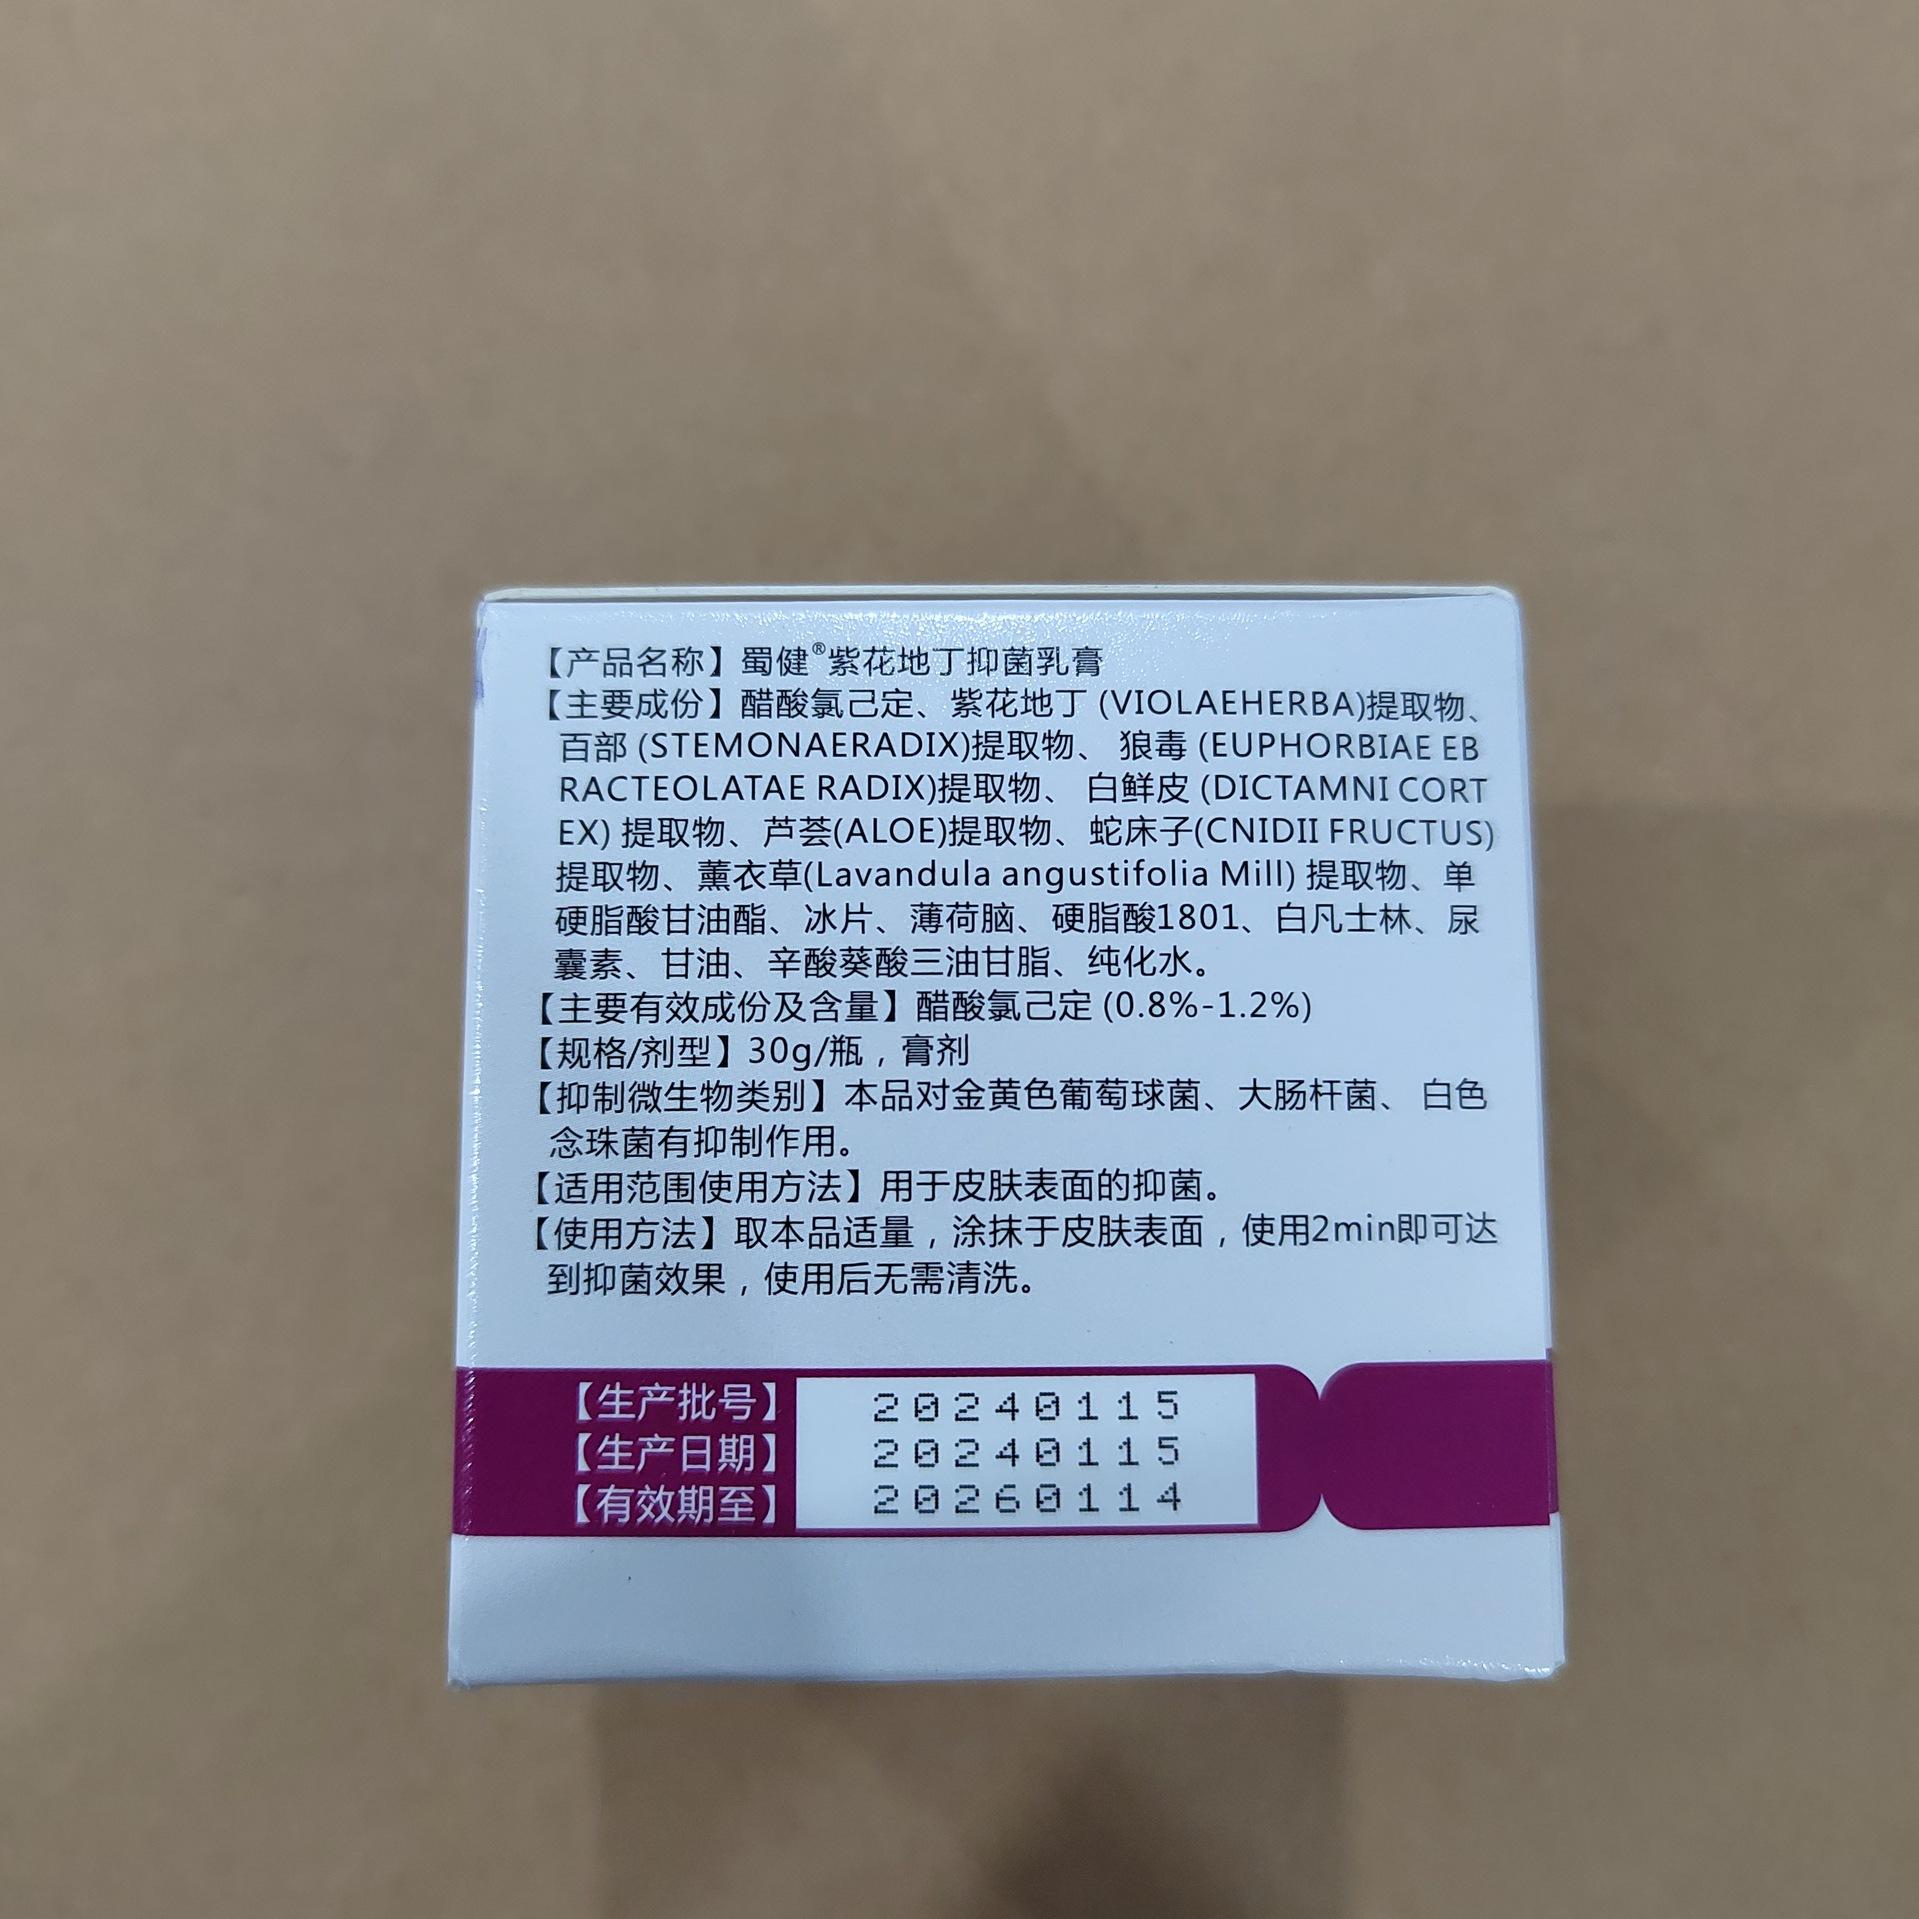 【产品名称】蜀健®紫花地丁抑菌乳膏
【主要成份】醋酸氯己定、紫花地丁 (VIOLAEHERBA)提取物、
百部 (STEMONAERADIX)提取物、 狼毒 (EUPHORBIAE EB
RACTEOLATAE RADIX)提取物、 白鲜皮 (DICTAMNI CORT
EX) 提取物、芦荟(ALOE)提取物、蛇床子(CNIDII FRUCTUS)
提取物、薰衣草(Lavandula angustifolia Mill) 提取物、单
硬脂酸甘油酯、冰片、薄荷脑、硬脂酸1801、白凡士林、尿
囊素、甘油、辛酸葵酸三油甘脂、纯化水。
【主要有效成份及含量】醋酸氯己定 (0.8%-1.2%)
【规格/剂型】30g/瓶，膏剂
【抑制微生物类别】本品对金黄色葡萄球菌、大肠杆菌、 白色
念珠菌有抑制作用。
【适用范围使用方法】用于皮肤表面的抑菌。
【使用方法】取本品适量，涂抹于皮肤表面，使用2min即可达
到抑菌效果，使用后无需清洗。
【生产批号】 20240115
【生产日期】 20240115
【有效期至】 20260114